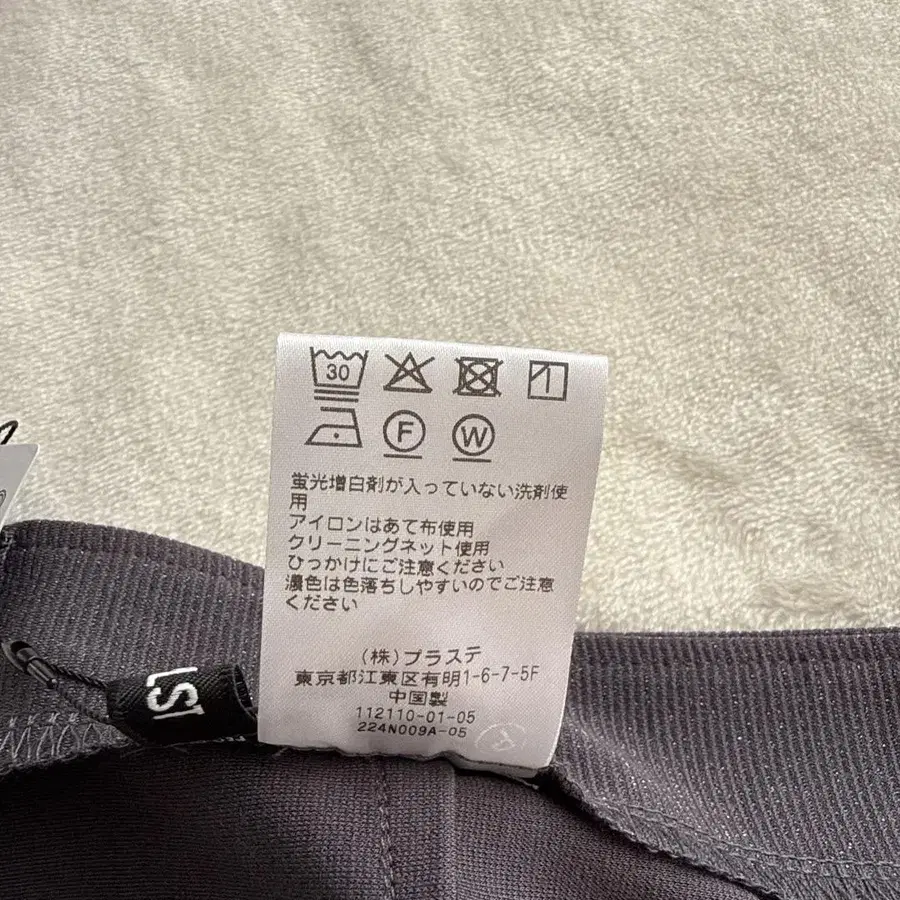 30
F W
蛍光増白剤が入っていない洗剤使
用
アイロンはあて布使用
クリーニングネット使用
ひっかけにご注意ください
濃色は色落ちしやすいのでご注意
ください
(株)プラステ
東京都江東区有明1-6-7-5F
中国製
112110-01-05
224N009A-05